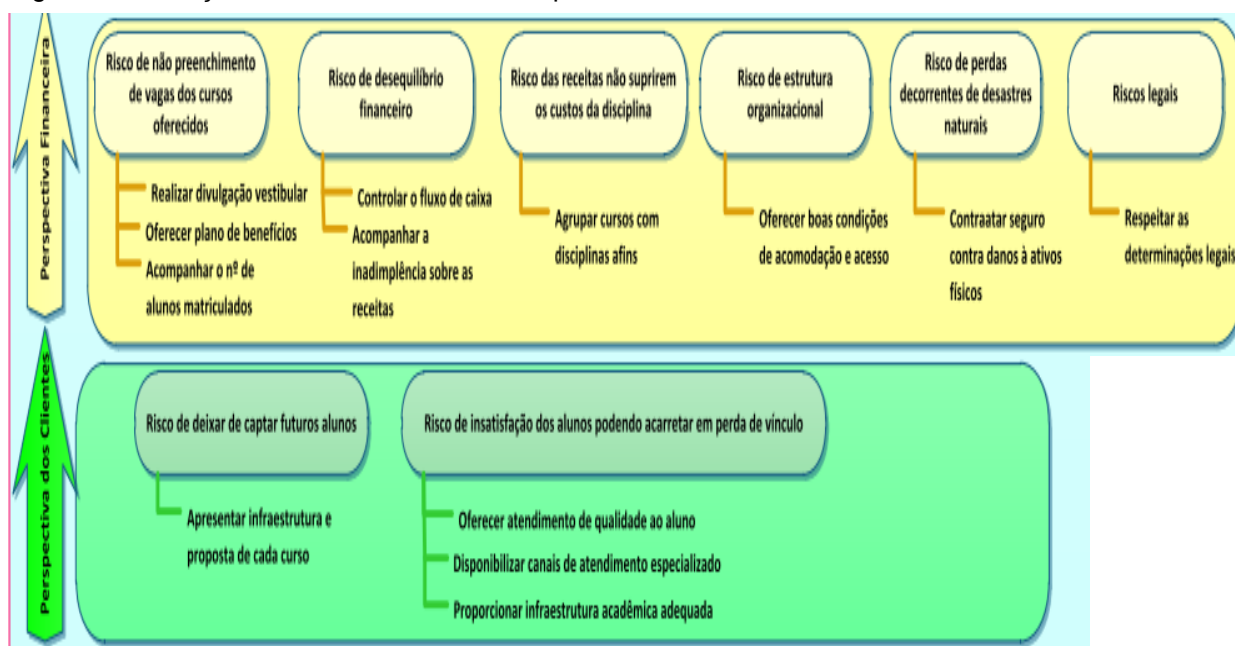 Perspectiva Financeira
Risco de não preenchimento
de vagas dos cursos
oferecidos
Realizar divulgação vestibular
Oferecer plano de benefícios
Acompanhar o nº de
alunos matriculados
Risco de desequilíbrio
financeiro
Controlar o fluxo de caixa
Acompanhar a
inadimplência sobre as
receitas
Risco das receitas não suprirem
os custos da disciplina
Agrupar cursos com
disciplinas afins
Risco de estrutura
organizacional
Oferecer boas condições
de acomodação e acesso
Risco de perdas
decorrentes de desastres
naturais
Contraatar seguro
contra danos à ativos
físicos
Riscos legais
Respeitar as
determinações legais
Perspectiva dos Clientes
Risco de deixar de captar futuros alunos
Apresentar infraestrutura e
proposta de cada curso
Risco de insatisfação dos alunos podendo acarretar em perda de vínculo
Oferecer atendimento de qualidade ao aluno
Disponibilizar canais de atendimento especializado
Proporcionar infraestrutura acadêmica adequada